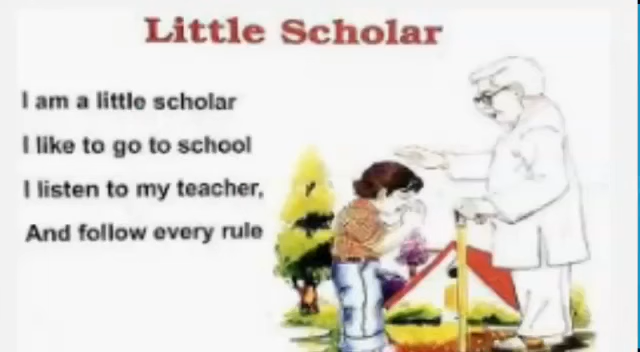 Little Scholar
I am a little scholar
I like to go to school
I listen to my teacher,
And follow every rule